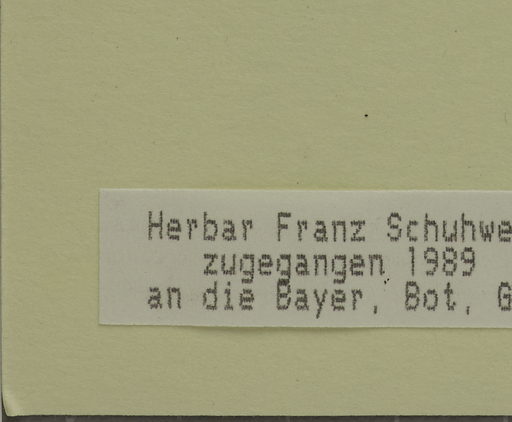 Herbar Franz Schuhwe
zugegangen 1989
an die Bayer, Bot, G